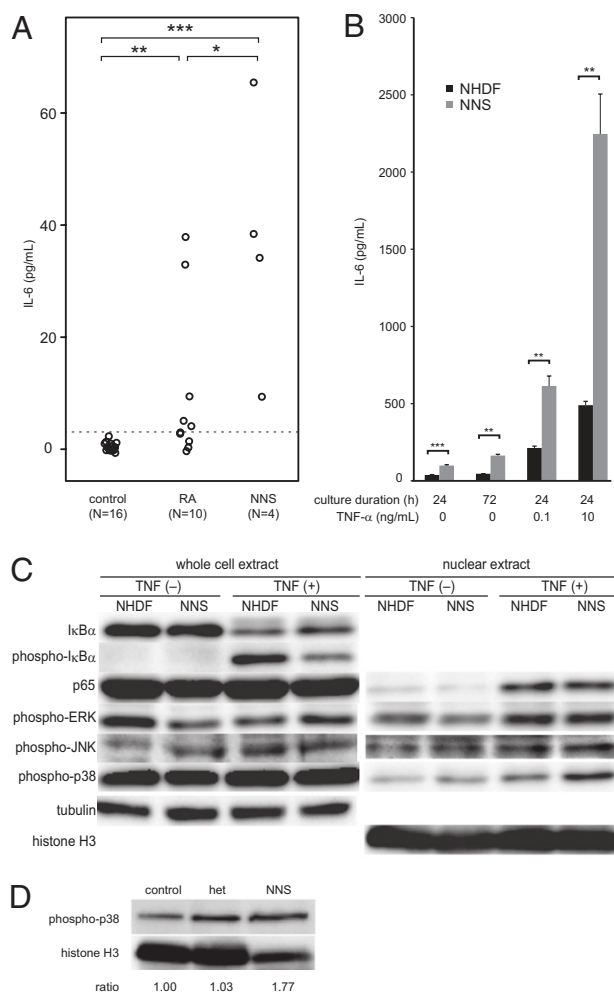 A
***
** *
60
40
20
0
IL-6 (pg/mL)
control RA NNS
(N=16) (N=10) (N=4)
B
3000
2500
2000
1500
1000
500
0
IL-6 (pg/mL)
NHDF
NNS
***
**
**
**
culture duration (h) 24 72 24 24
TNF-α (ng/mL) 0 0 0.1 10
C
whole cell extract nuclear extract
TNF (–) TNF (+) TNF (–) TNF (+)
NHDF NNS NHDF NNS NHDF NNS NHDF NNS
IκBα
phospho-IκBα
p65
phospho-ERK
phospho-JNK
phospho-p38
tubulin
histone H3
D
control het NNS
phospho-p38
histone H3
ratio 1.00 1.03 1.77